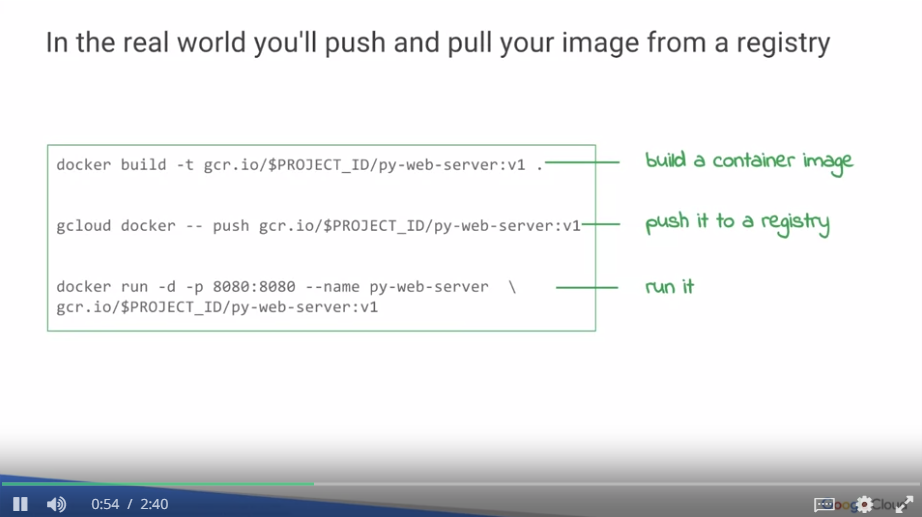 In the real world you'll push and pull your image from a registry
docker build -t gcr.io/$PROJECT_ID/py-web-server:v1 .
build a container image
gcloud docker -- push gcr.io/$PROJECT_ID/py-web-server:v1
push it to a registry
docker run -d -p 8080:8080 --name py-web-server \
gcr.io/$PROJECT_ID/py-web-server:v1
run it
0:54 / 2:40
Cloud